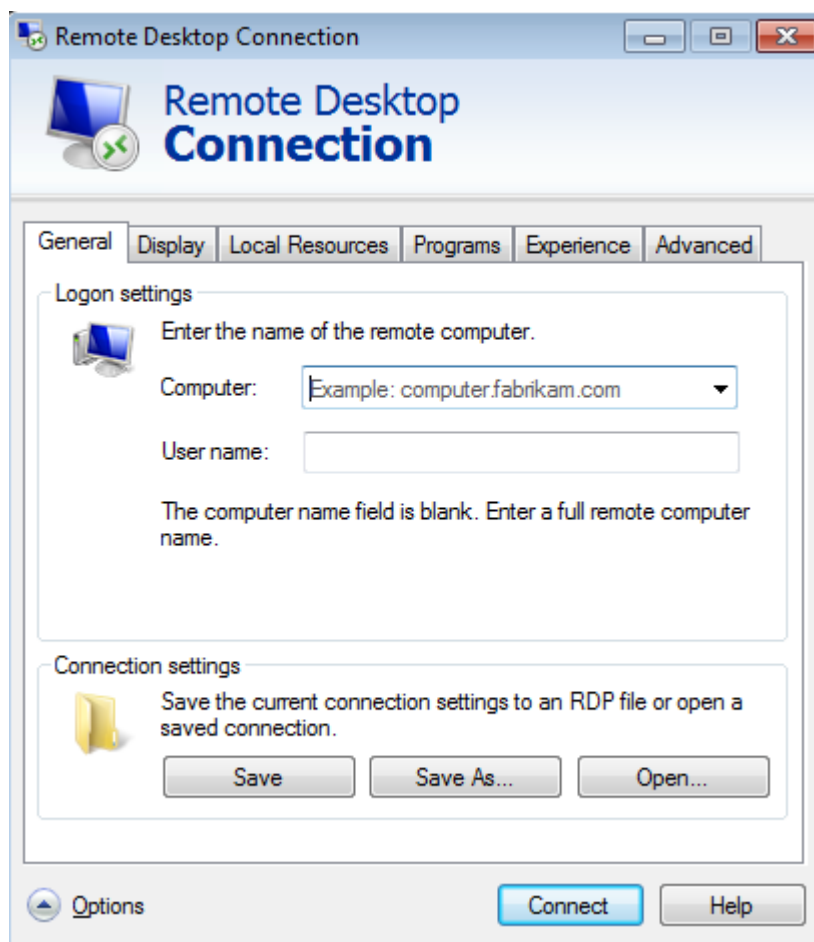 Remote Desktop Connection
Remote Desktop
Connection
General Display Local Resources Programs Experience Advanced
Logon settings
Enter the name of the remote computer.
Computer: Example: computer.fabrikam.com
User name:
The computer name field is blank. Enter a full remote computer
name.
Connection settings
Save the current connection settings to an RDP file or open a
saved connection.
Save Save As... Open...
Options Connect Help